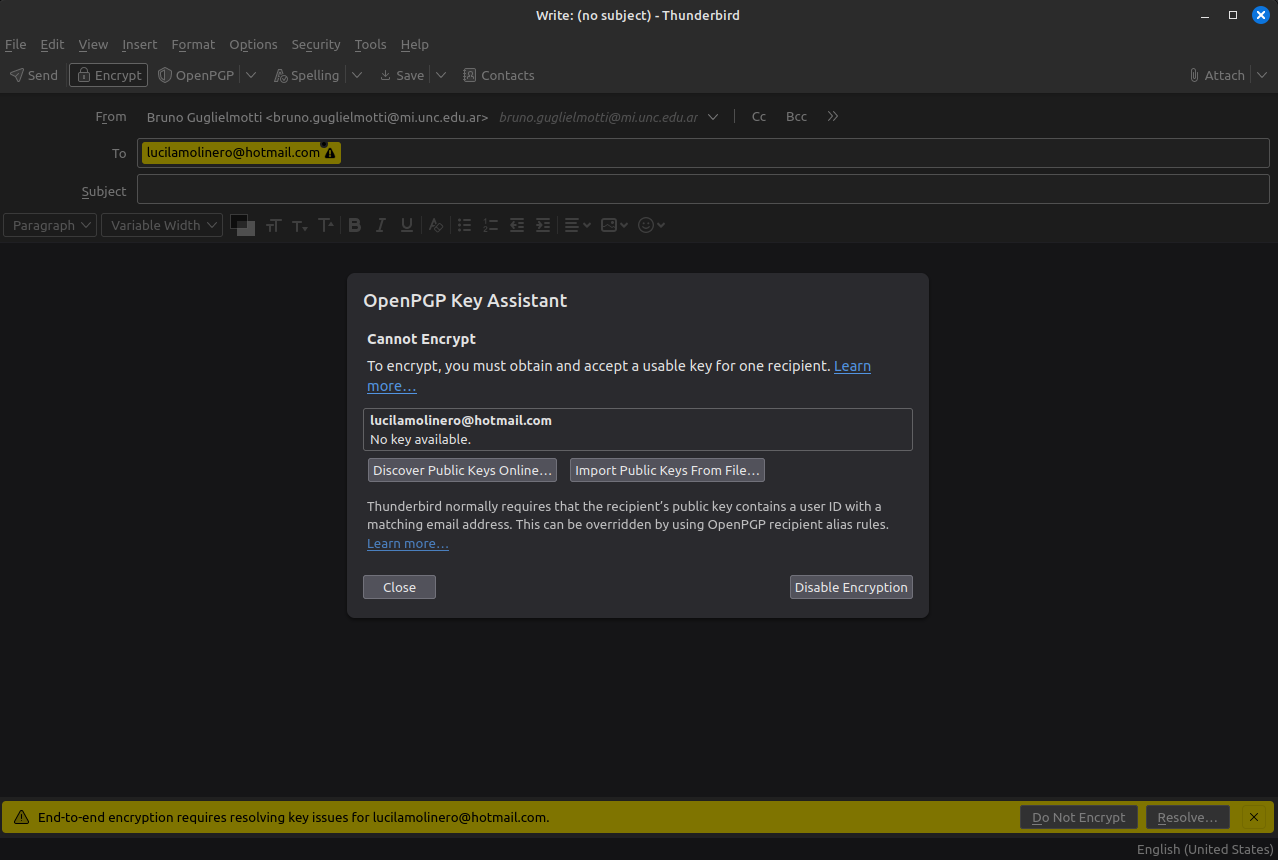 Write: (no subject) - Thunderbird
File Edit View Insert Format Options Security Tools Help
Send Encrypt OpenPGP Spelling Save Contacts Attach
From Bruno Guglielmotti <bruno.guglielmotti@mi.unc.edu.ar> bruno.guglielmotti@mi.unc.edu.ar Cc Bcc
To lucilamolinero@hotmail.com
Subject
Paragraph Variable Width
OpenPGP Key Assistant
Cannot Encrypt
To encrypt, you must obtain and accept a usable key for one recipient. Learn
more…
lucilamolinero@hotmail.com
No key available.
Discover Public Keys Online… Import Public Keys From File…
Thunderbird normally requires that the recipient’s public key contains a user ID with a
matching email address. This can be overridden by using OpenPGP recipient alias rules.
Learn more…
Close Disable Encryption
End-to-end encryption requires resolving key issues for lucilamolinero@hotmail.com. Do Not Encrypt Resolve…
English (United States)